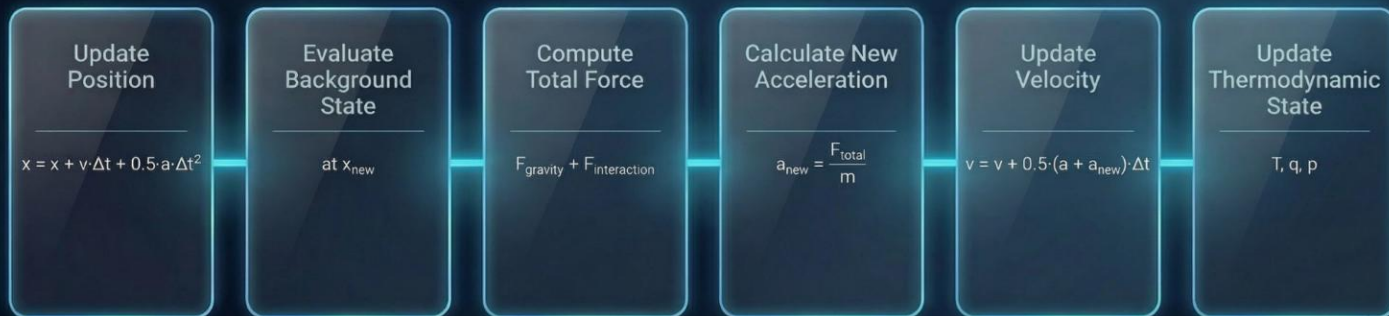 Update
Position
x = x + v·Δt + 0.5·a·Δt²
Evaluate
Background
State
at x_new
Compute
Total Force
F_gravity + F_interaction
Calculate New
Acceleration
a_new = F_total / m
Update
Velocity
v = v + 0.5·(a + a_new)·Δt
Update
Thermodynamic
State
T, q, p